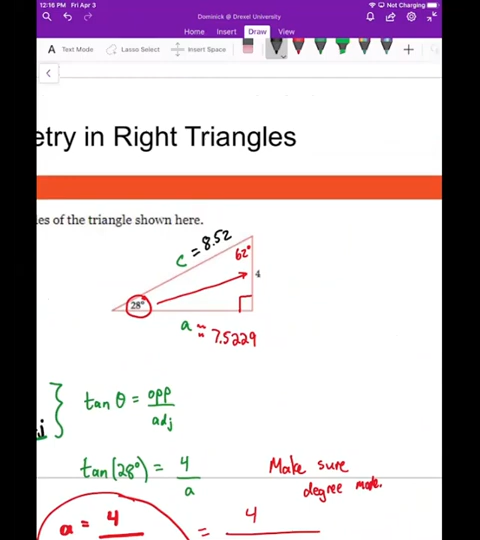 12:16 PM Fri Apr 3
Not Charging
Dominick @ Drexel University
Home Insert Draw View
A Text Mode Lasso Select Insert Space
etry in Right Triangles
les of the triangle shown here.
c = 8.52
62°
4
28°
a ≈ 7.5229
tan θ = opp/adj
j
tan(28°) = 4/a
Make sure
degree mode.
a = 4
= 4